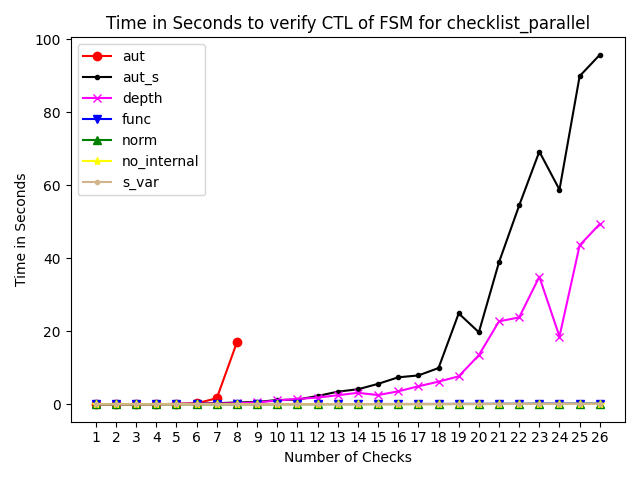 Time in Seconds to verify CTL of FSM for checklist_parallel
100
80
60
40
20
0
Time in Seconds
aut
aut_s
depth
func
norm
no_internal
s_var
1 2 3 4 5 6 7 8 9 10 11 12 13 14 15 16 17 18 19 20 21 22 23 24 25 26
Number of Checks